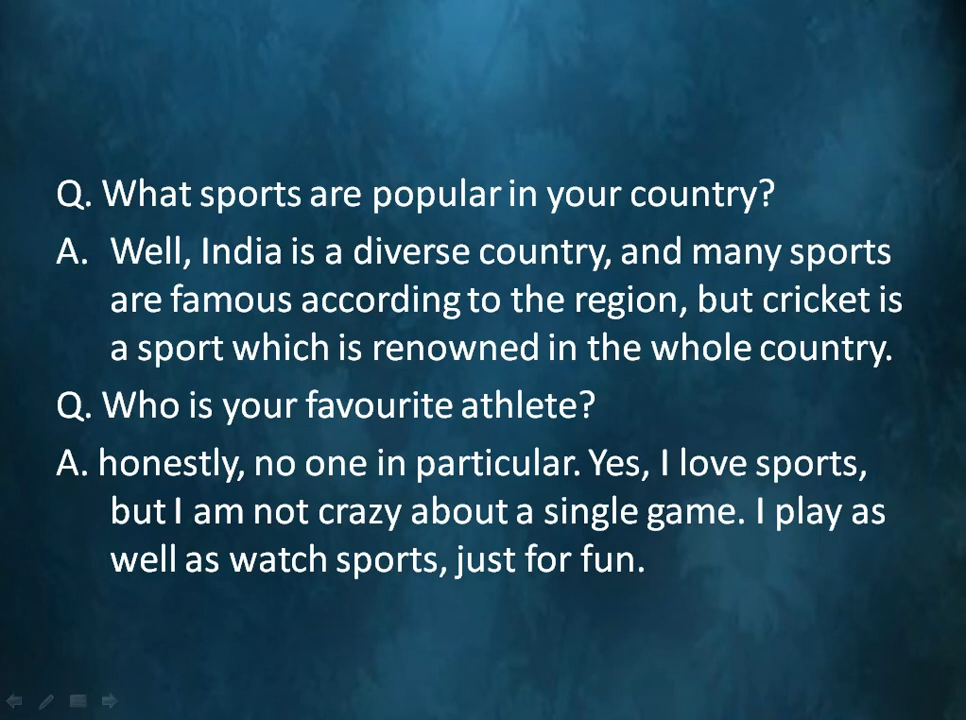 Q. What sports are popular in your country?
A. Well, India is a diverse country, and many sports
are famous according to the region, but cricket is
a sport which is renowned in the whole country.
Q. Who is your favourite athlete?
A. honestly, no one in particular. Yes, I love sports,
but I am not crazy about a single game. I play as
well as watch sports, just for fun.